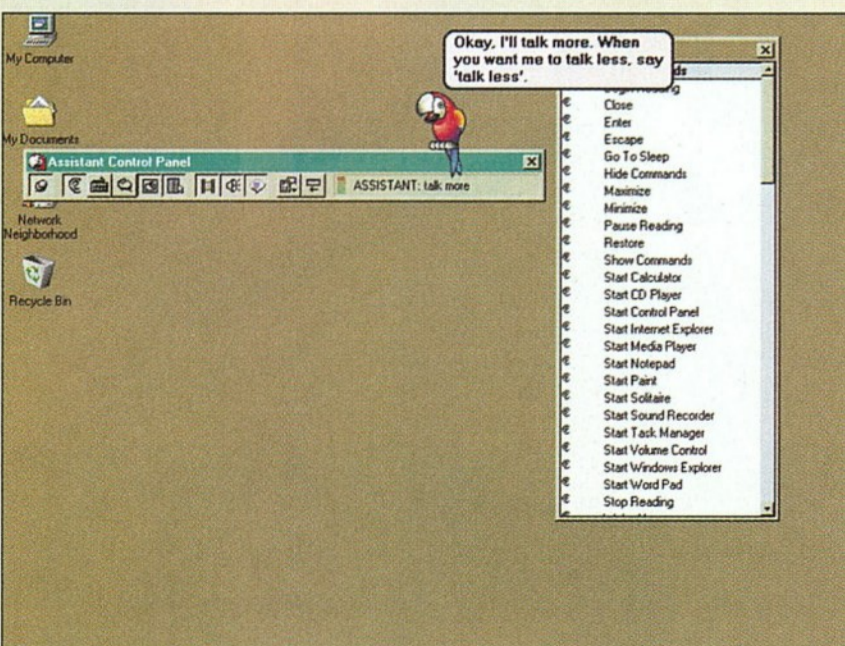 My Computer
My Documents
Network
Neighborhood
Recycle Bin
Okay, I'll talk more. When
you want me to talk less, say
'talk less'.
Assistant Control Panel
ASSISTANT: talk more
Close
Enter
Escape
Go To Sleep
Hide Commands
Maximize
Minimize
Pause Reading
Restore
Show Commands
Start Calculator
Start CD Player
Start Control Panel
Start Internet Explorer
Start Media Player
Start Notepad
Start Paint
Start Solitaire
Start Sound Recorder
Start Task Manager
Start Volume Control
Start Windows Explorer
Start Word Pad
Stop Reading